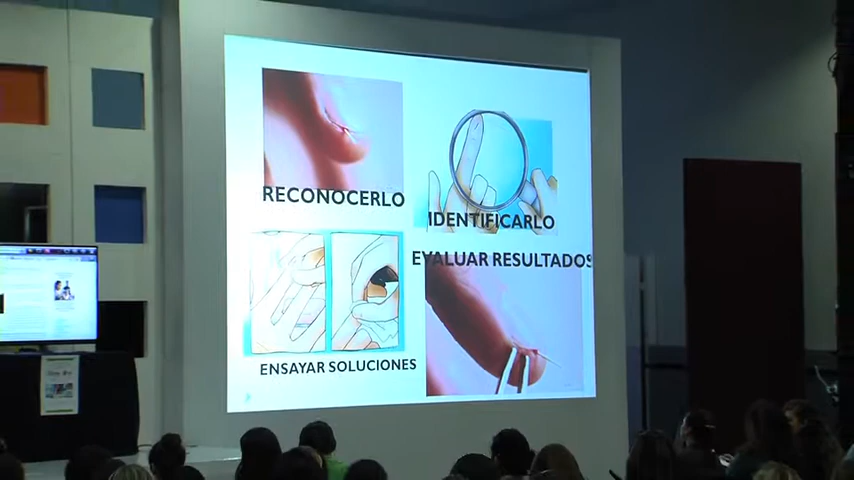 RECONOCERLO
IDENTIFICARLO
EVALUAR RESULTADOS
ENSAYAR SOLUCIONES